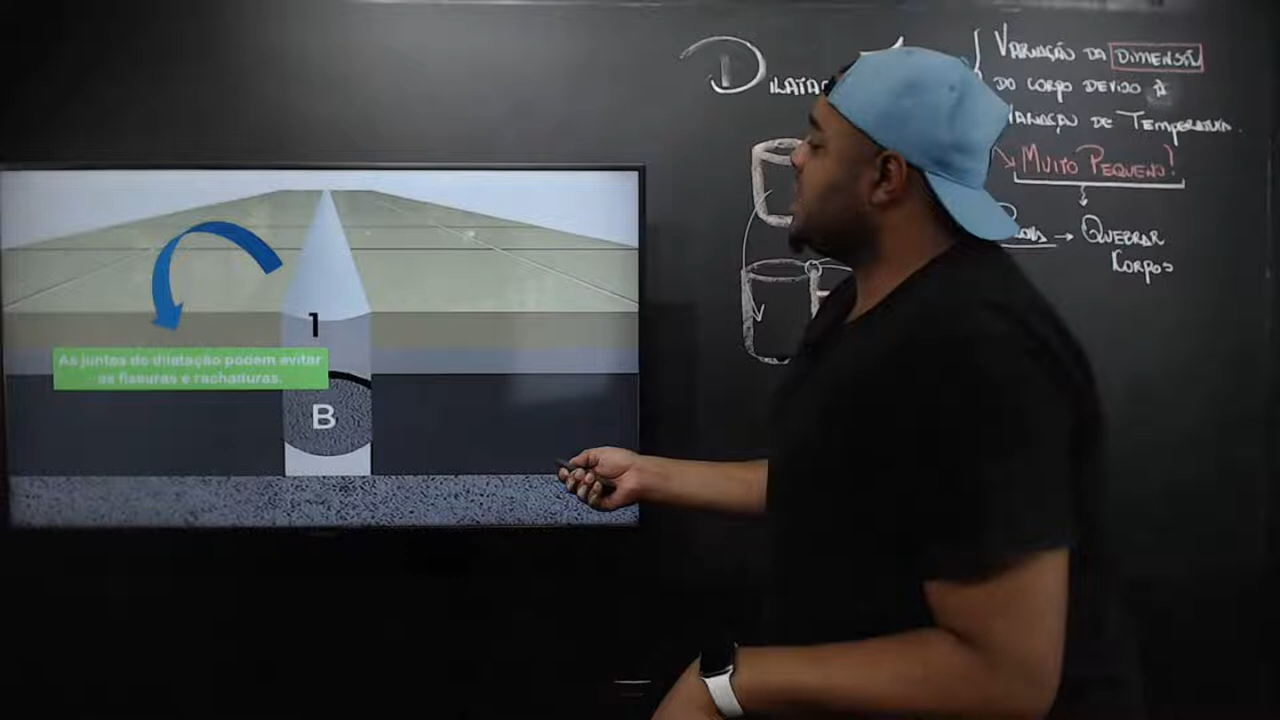 VARIAÇÃO DA DIMENSÃO
DO CORPO DEVIDO À
VARIAÇÃO DE TEMPERATURA.
MUITO PEQUENO!
→ QUEBRAR
CORPOS
1
As juntas de dilatação podem evitar
as fissuras e rachaduras.
B